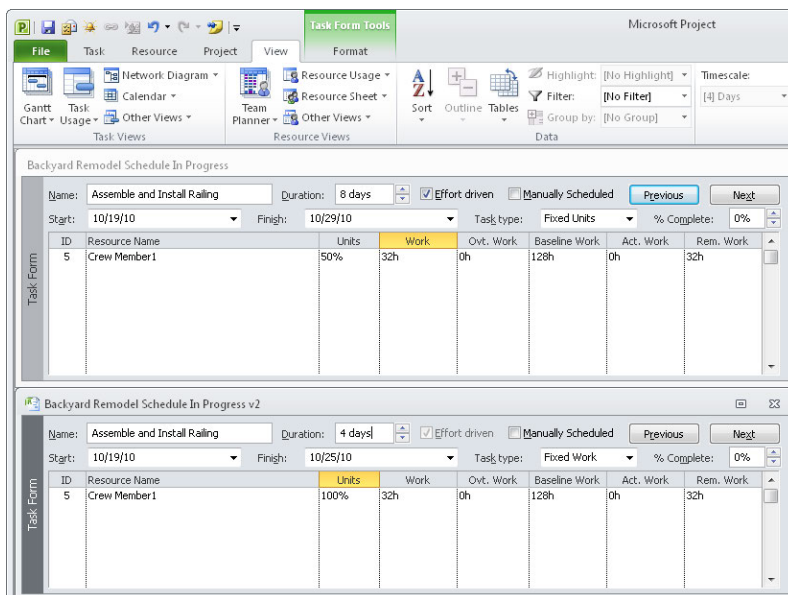 Task Form Tools
Microsoft Project
File Task Resource Project View Format
Gantt Chart
Task Usage
Network Diagram
Calendar
Other Views
Task Views
Team Planner
Resource Usage
Resource Sheet
Other Views
Resource Views
Sort
Outline
Tables
Highlight: [No Highlight]
Filter: [No Filter]
Group by: [No Group]
Data
Timescale:
[4] Days
Backyard Remodel Schedule In Progress
Name: Assemble and Install Railing Duration: 8 days Effort driven Manually Scheduled Previous Next
Start: 10/19/10 Finish: 10/29/10 Task type: Fixed Units % Complete: 0%
ID Resource Name Units Work Ovt. Work Baseline Work Act. Work Rem. Work
5 Crew Member1 50% 32h 0h 128h 0h 32h
Task Form
Backyard Remodel Schedule In Progress v2
Name: Assemble and Install Railing Duration: 4 days Effort driven Manually Scheduled Previous Next
Start: 10/19/10 Finish: 10/25/10 Task type: Fixed Work % Complete: 0%
ID Resource Name Units Work Ovt. Work Baseline Work Act. Work Rem. Work
5 Crew Member1 100% 32h 0h 128h 0h 32h
Task Form